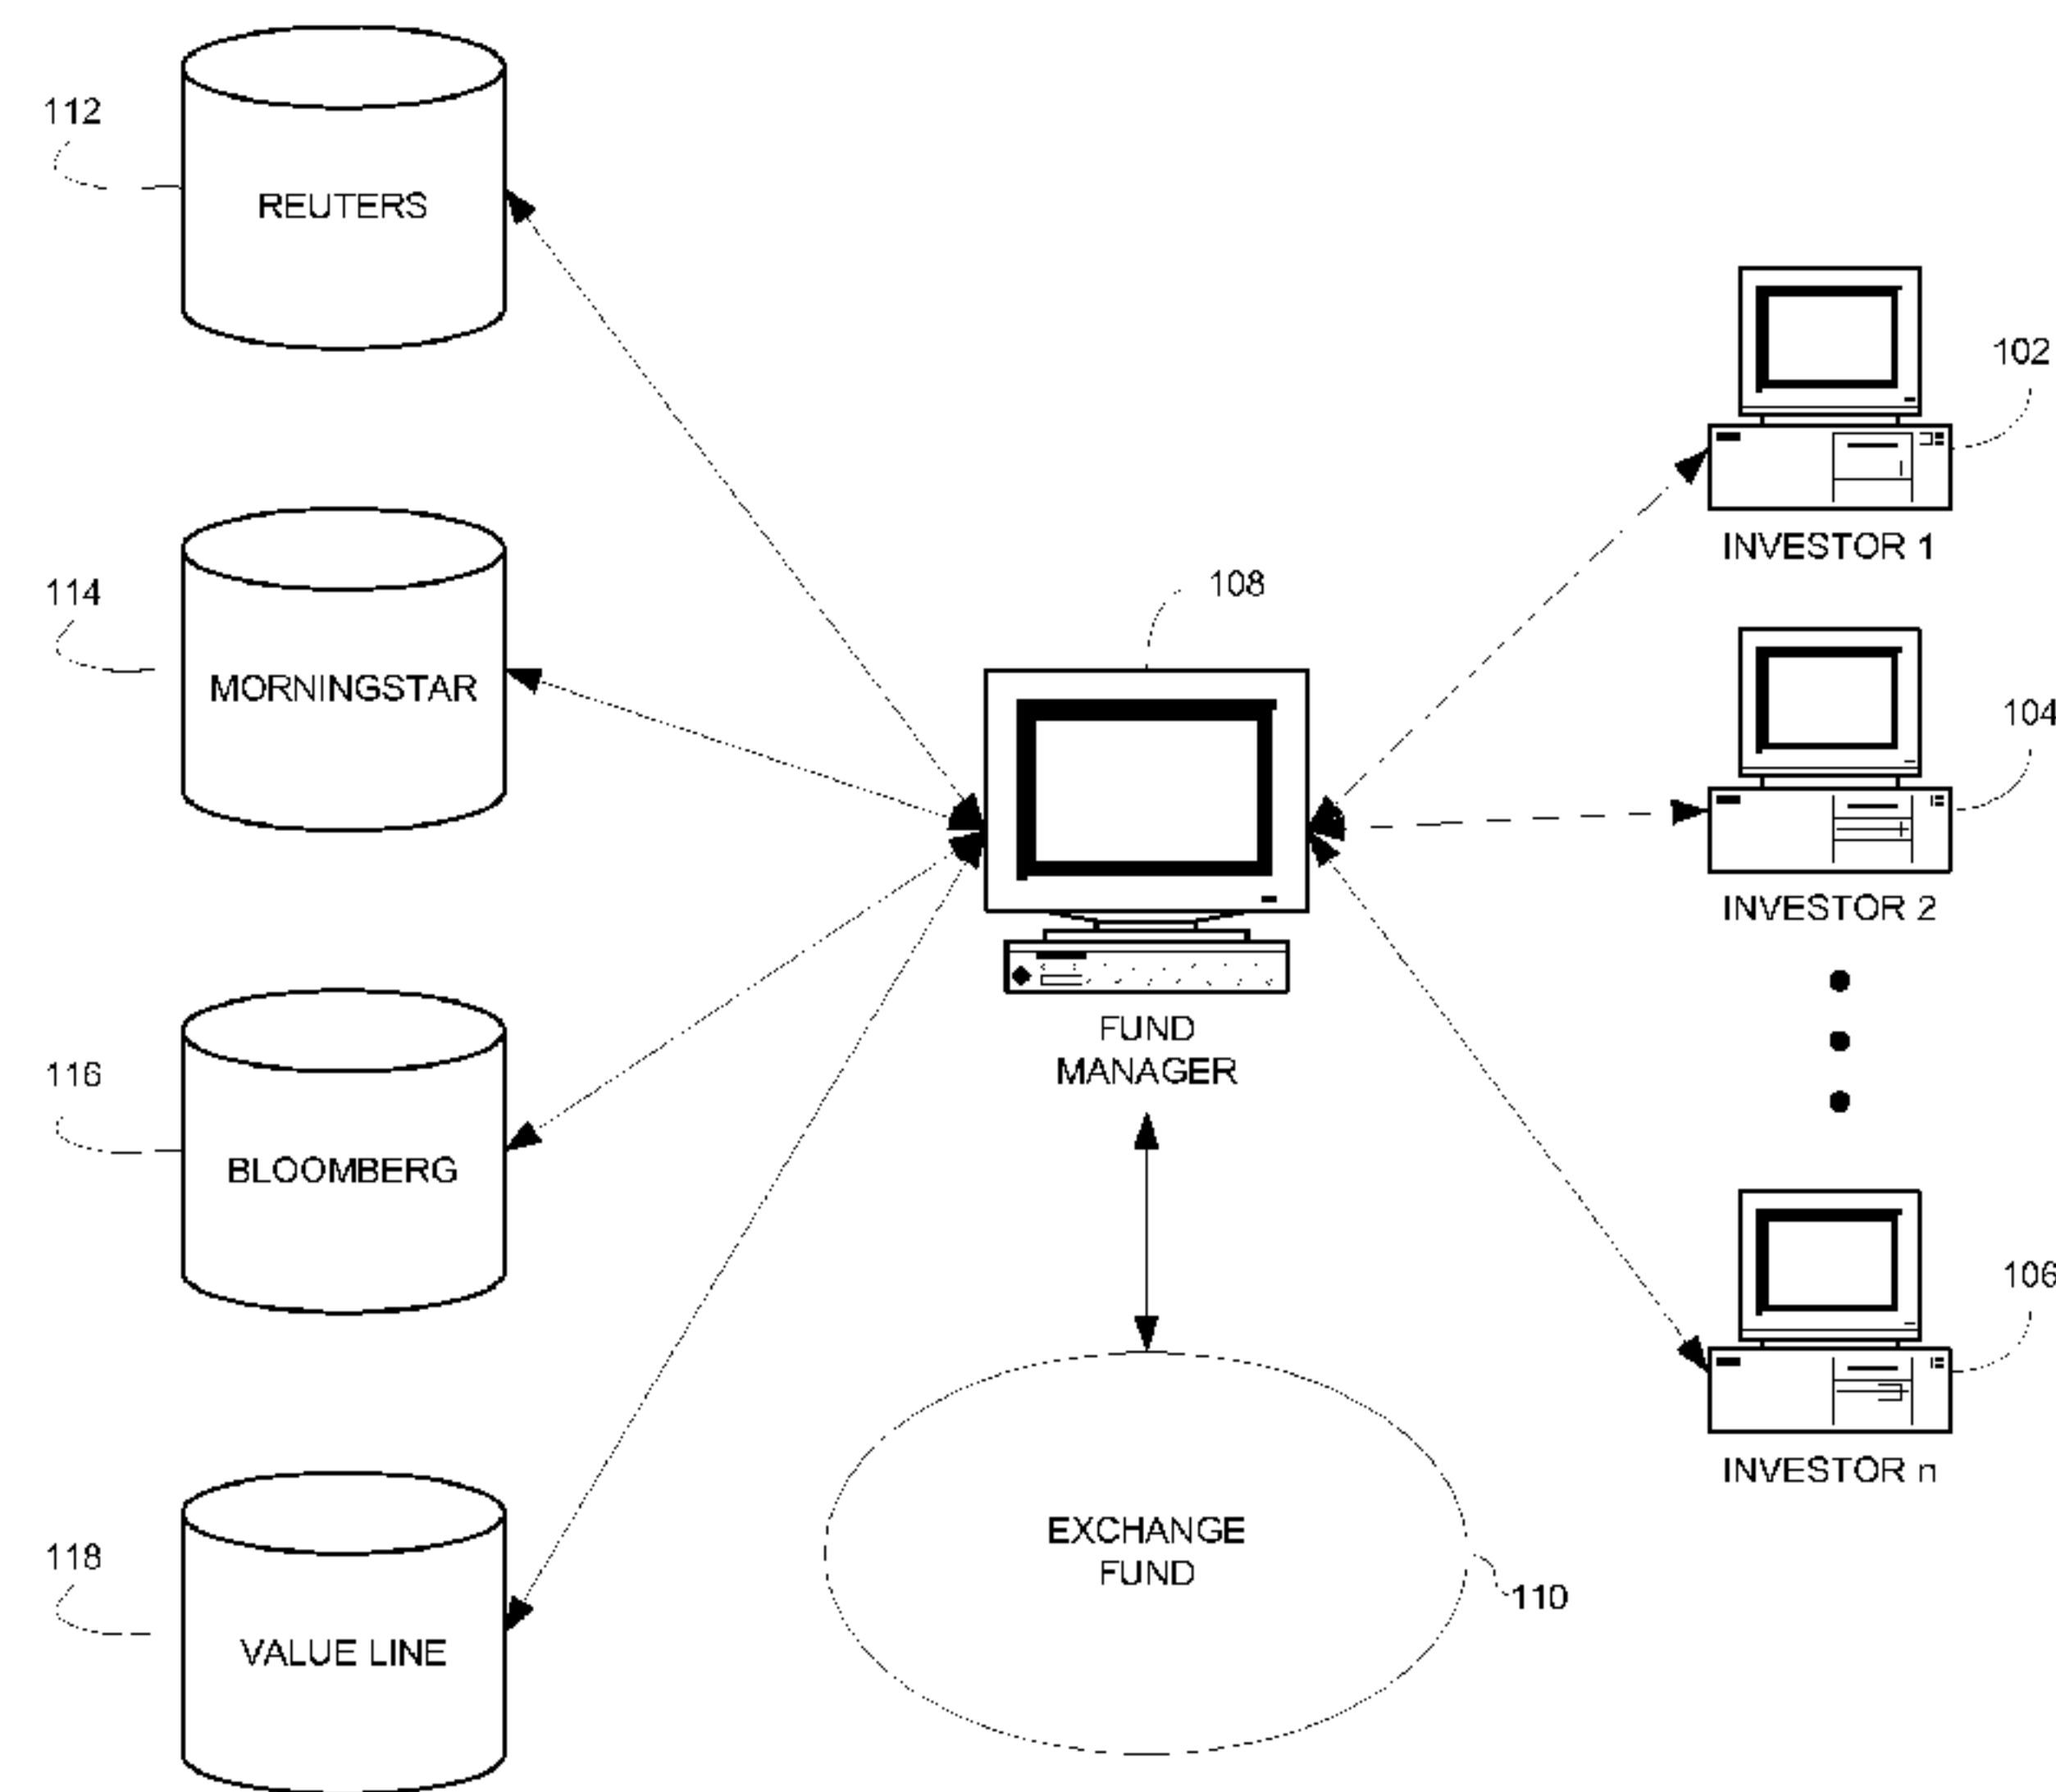 112
REUTERS
102
INVESTOR 1
114
MORNINGSTAR
108
104
INVESTOR 2
FUND
MANAGER
116
BLOOMBERG
106
INVESTOR n
EXCHANGE
FUND
110
118
VALUE LINE